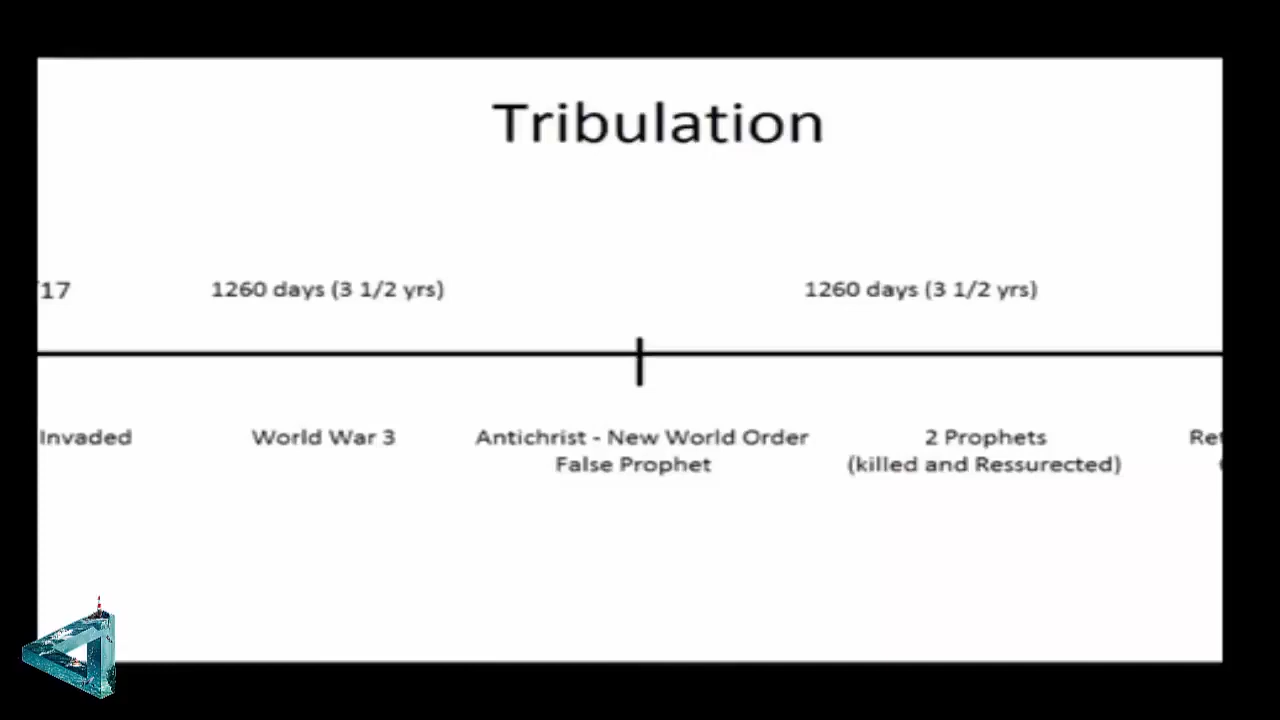 Tribulation
17
1260 days (3 1/2 yrs)
1260 days (3 1/2 yrs)
Invaded
World War 3
Antichrist - New World Order
False Prophet
2 Prophets
(killed and Ressurected)